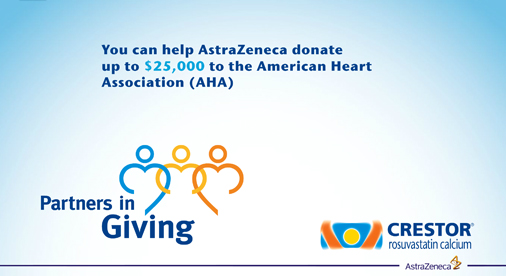 You can help AstraZeneca donate
up to $25,000 to the American Heart
Association (AHA)
Partners in
Giving
CRESTOR®
rosuvastatin calcium
AstraZeneca